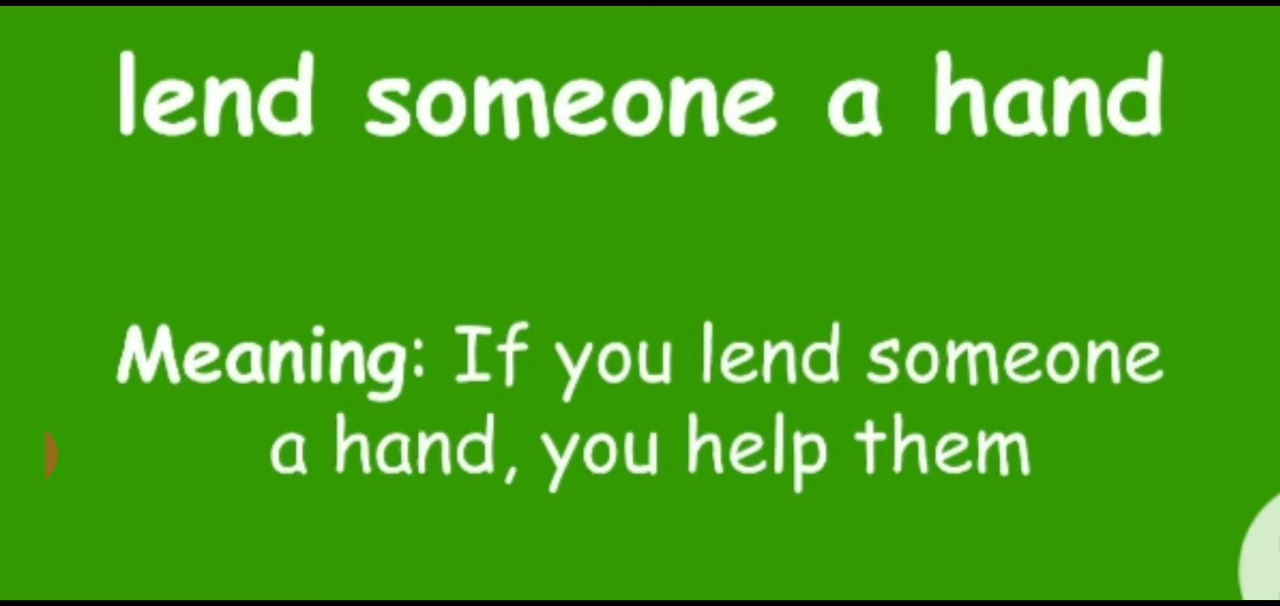 lend someone a hand
Meaning: If you lend someone
a hand, you help them